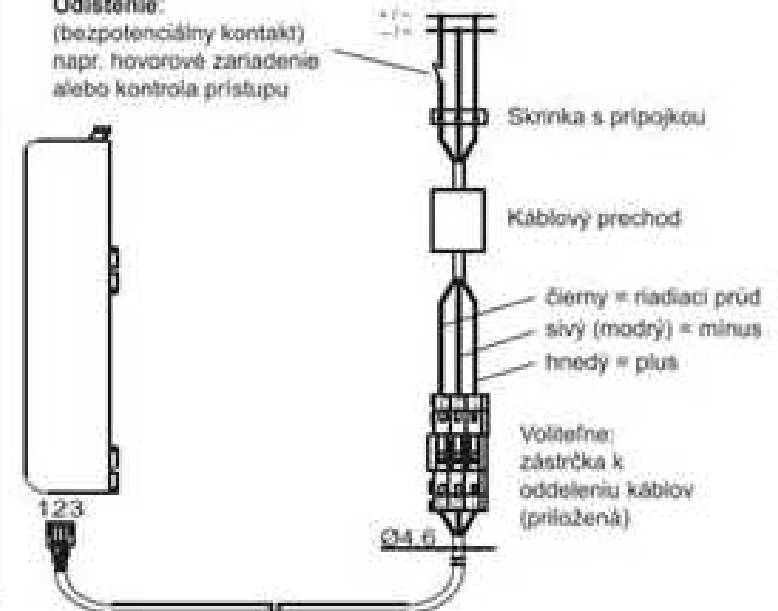 Odistenie:
(bezpotenciálny kontakt)
napr. hovorové zariadenie
alebo kontrola prístupu
Skrinka s prípojkou
Káblový prechod
čierny = riadiaci prúd
sivý (modrý) = mínus
hnedý = plus
Voliteľne:
zástrčka k
oddeleniu káblov
(priložená)
123
Ø4,6